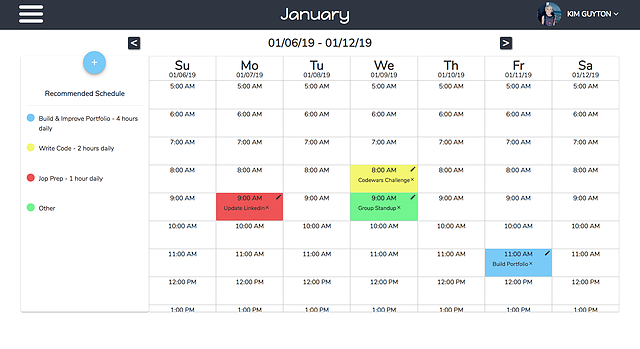 January
KIM GUYTON
< 01/06/19 - 01/12/19 >
+
Recommended Schedule
Build & Improve Portfolio - 4 hours
daily
Write Code - 2 hours daily
Jop Prep - 1 hour daily
Other
Su Mo Tu We Th Fr Sa
01/06/19 01/07/19 01/08/19 01/09/19 01/10/19 01/11/19 01/12/19
5:00 AM 5:00 AM 5:00 AM 5:00 AM 5:00 AM 5:00 AM 5:00 AM
6:00 AM 6:00 AM 6:00 AM 6:00 AM 6:00 AM 6:00 AM 6:00 AM
7:00 AM 7:00 AM 7:00 AM 7:00 AM 7:00 AM 7:00 AM 7:00 AM
8:00 AM 8:00 AM 8:00 AM 8:00 AM 8:00 AM 8:00 AM 8:00 AM
Codewars Challenge ×
9:00 AM 9:00 AM 9:00 AM 9:00 AM 9:00 AM 9:00 AM 9:00 AM
Update Linkedin × Group Standup ×
10:00 AM 10:00 AM 10:00 AM 10:00 AM 10:00 AM 10:00 AM 10:00 AM
11:00 AM 11:00 AM 11:00 AM 11:00 AM 11:00 AM 11:00 AM 11:00 AM
Build Portfolio ×
12:00 PM 12:00 PM 12:00 PM 12:00 PM 12:00 PM 12:00 PM 12:00 PM
1:00 PM 1:00 PM 1:00 PM 1:00 PM 1:00 PM 1:00 PM 1:00 PM